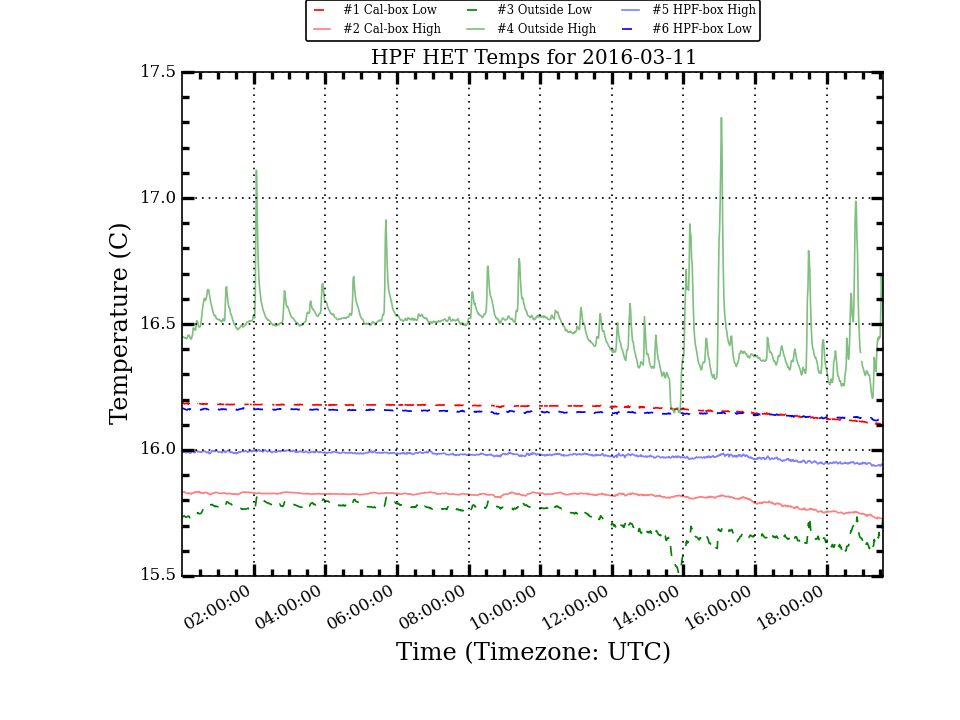 #1 Cal-box Low #3 Outside Low #5 HPF-box High
#2 Cal-box High #4 Outside High #6 HPF-box Low
HPF HET Temps for 2016-03-11
17.5
17.0
16.5
16.0
15.5
Temperature (C)
02:00:00 04:00:00 06:00:00 08:00:00 10:00:00 12:00:00 14:00:00 16:00:00 18:00:00
Time (Timezone: UTC)